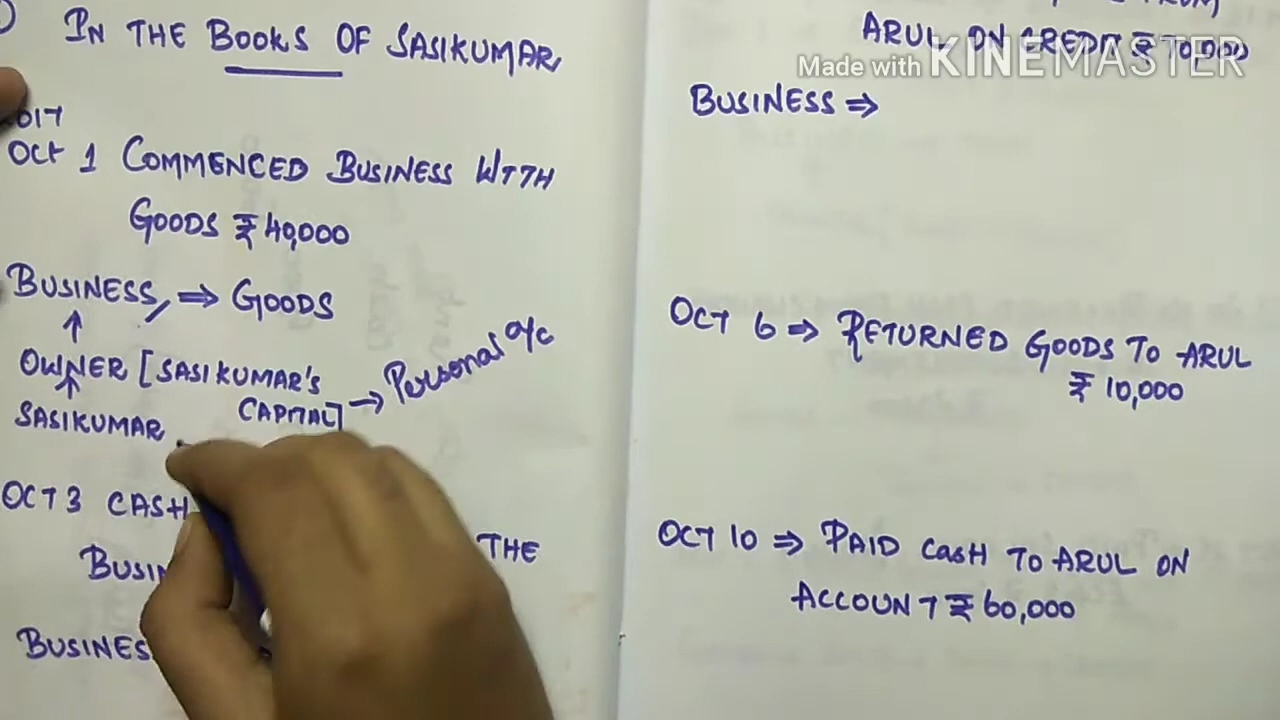 IN THE BOOKS OF SASIKUMAR
2017
OCT 1 COMMENCED BUSINESS WITH
GOODS ₹ 40,000
BUSINESS, ⇒ GOODS
↑
OWNER [SASIKUMAR'S
CAPITAL] → Personal a/c
↑
SASIKUMAR
OCT 3 CASH
THE
ARUL ON CREDIT ₹ 70,000
Made with KINEMASTER
BUSINESS ⇒
OCT 6 ⇒ RETURNED GOODS TO ARUL
₹ 10,000
OCT 10 ⇒ PAID CASH TO ARUL ON
ACCOUNT ₹ 60,000